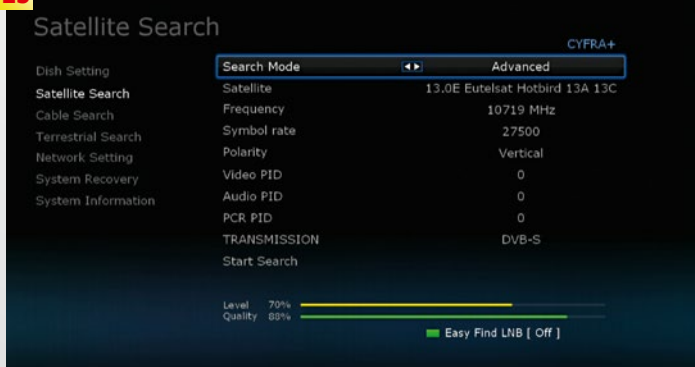 Satellite Search
CYFRA+
Dish Setting
Satellite Search
Cable Search
Terrestrial Search
Network Setting
System Recovery
System Information
Search Mode Advanced
Satellite 13.0E Eutelsat Hotbird 13A 13C
Frequency 10719 MHz
Symbol rate 27500
Polarity Vertical
Video PID 0
Audio PID 0
PCR PID 0
TRANSMISSION DVB-S
Start Search
Level 70%
Quality 88%
Easy Find LNB [ Off ]